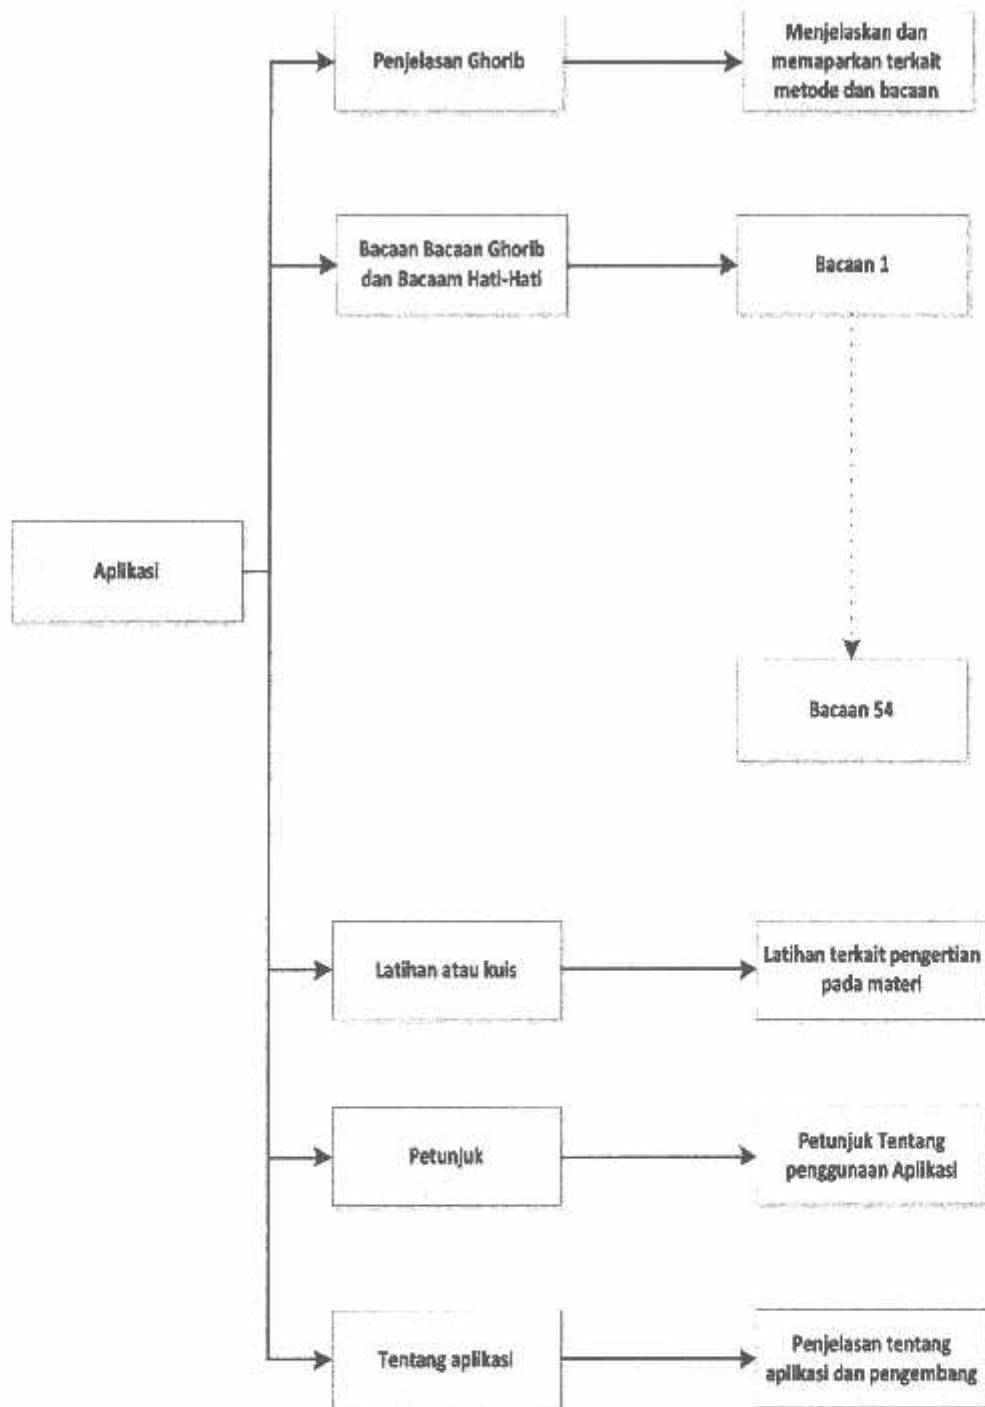 Penjelasan Ghorib
Menjelaskan dan
memaparkan terkait
metode dan bacaan
Bacaan Bacaan Ghorib
dan Bacaam Hati-Hati
Bacaan 1
Aplikasi
Bacaan 54
Latihan atau kuis
Latihan terkait pengertian
pada materi
Petunjuk
Petunjuk Tentang
penggunaan Aplikasi
Tentang aplikasi
Penjelasan tentang
aplikasi dan pengembang